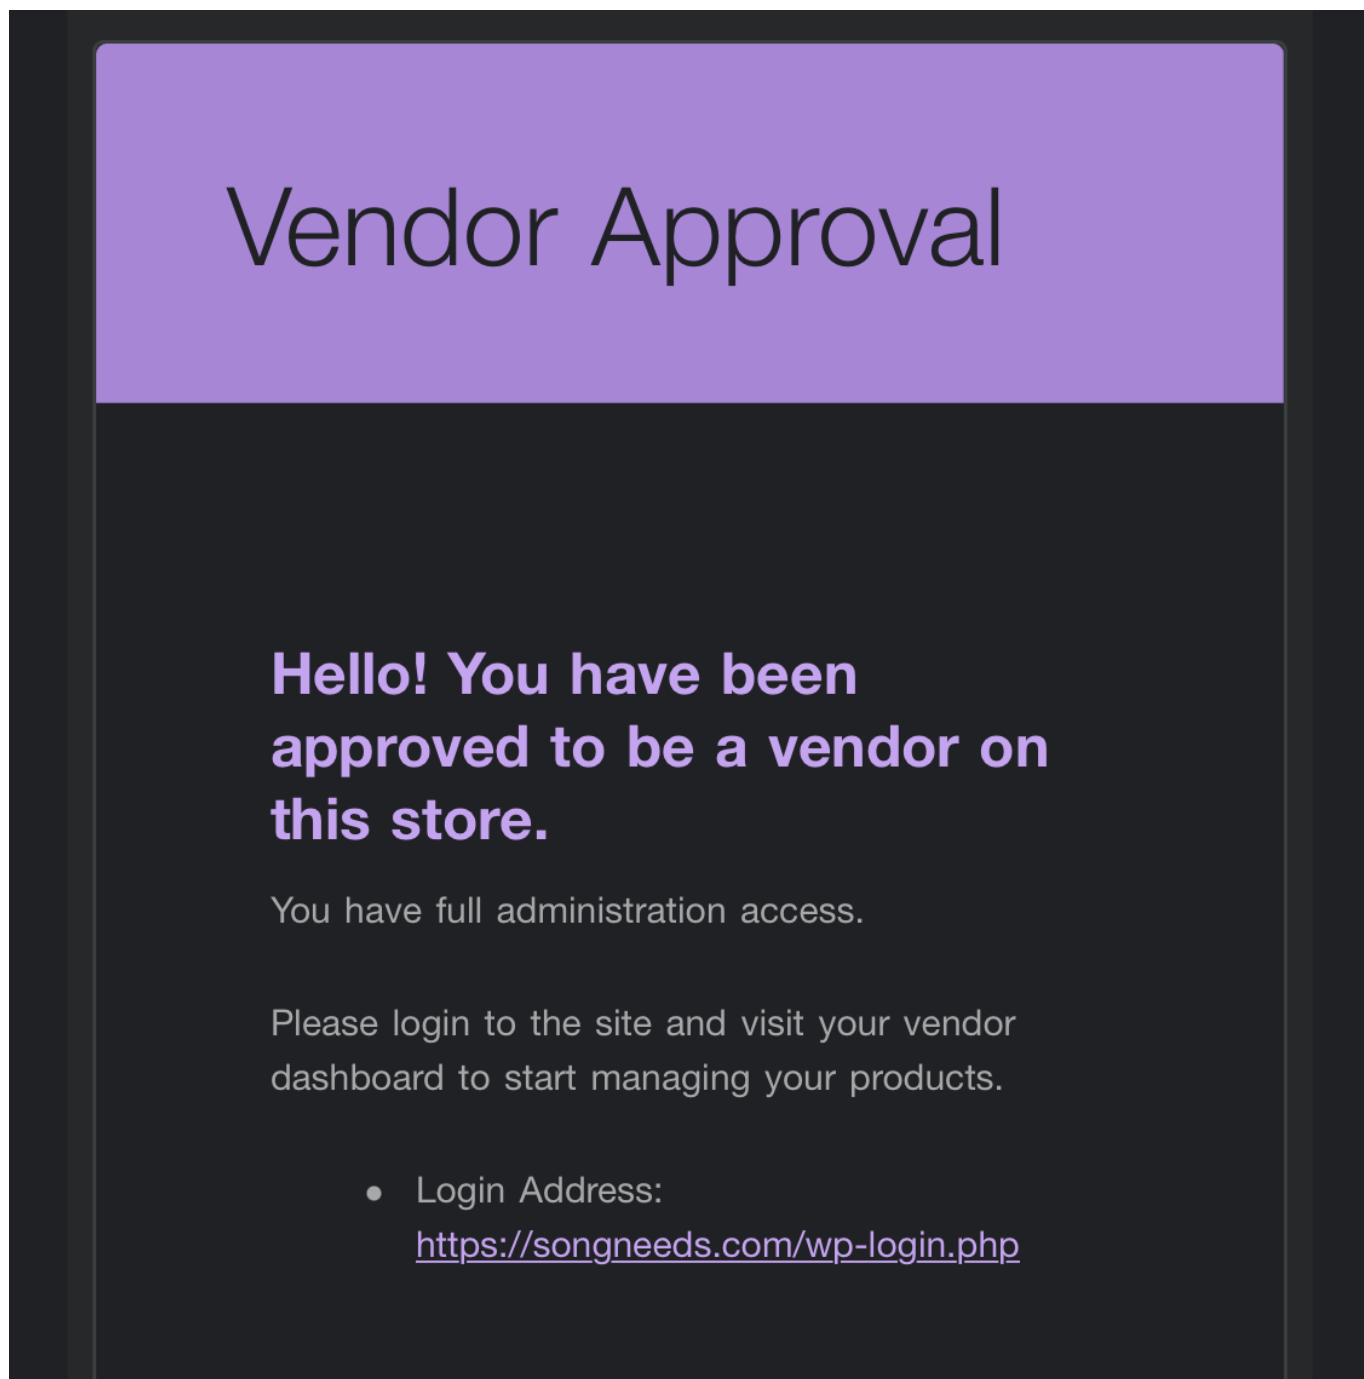 Vendor Approval
Hello! You have been
approved to be a vendor on
this store.
You have full administration access.
Please login to the site and visit your vendor
dashboard to start managing your products.
● Login Address:
https://songneeds.com/wp-login.php